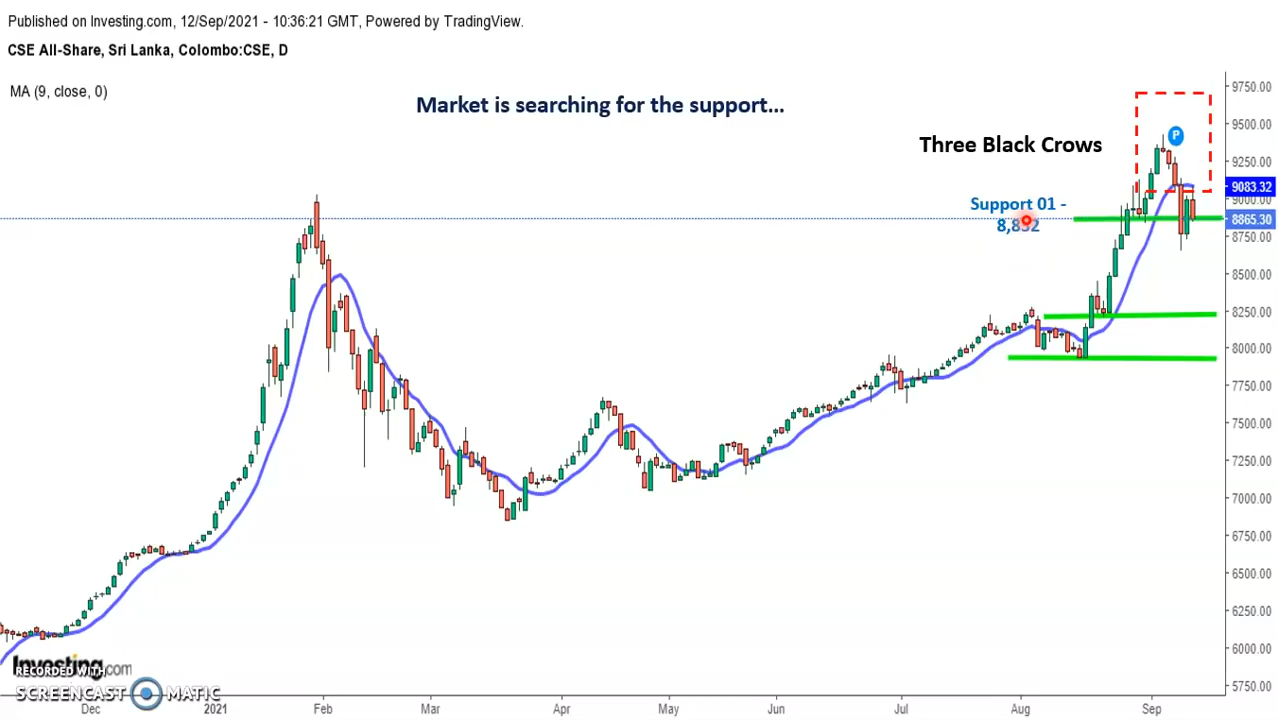 Published on Investing.com, 12/Sep/2021 - 10:36:21 GMT, Powered by TradingView.
CSE All-Share, Sri Lanka, Colombo:CSE, D
MA (9, close, 0)
Market is searching for the support...
Three Black Crows
P
Support 01 -
8,832
9750.00
9500.00
9250.00
9083.32
9000.00
8865.30
8750.00
8500.00
8250.00
8000.00
7750.00
7500.00
7250.00
7000.00
6750.00
6500.00
6250.00
6000.00
5750.00
Investing.com
RECORDED WITH
SCREENCAST MATIC
Dec 2021 Feb Mar Apr May Jun Jul Aug Sep